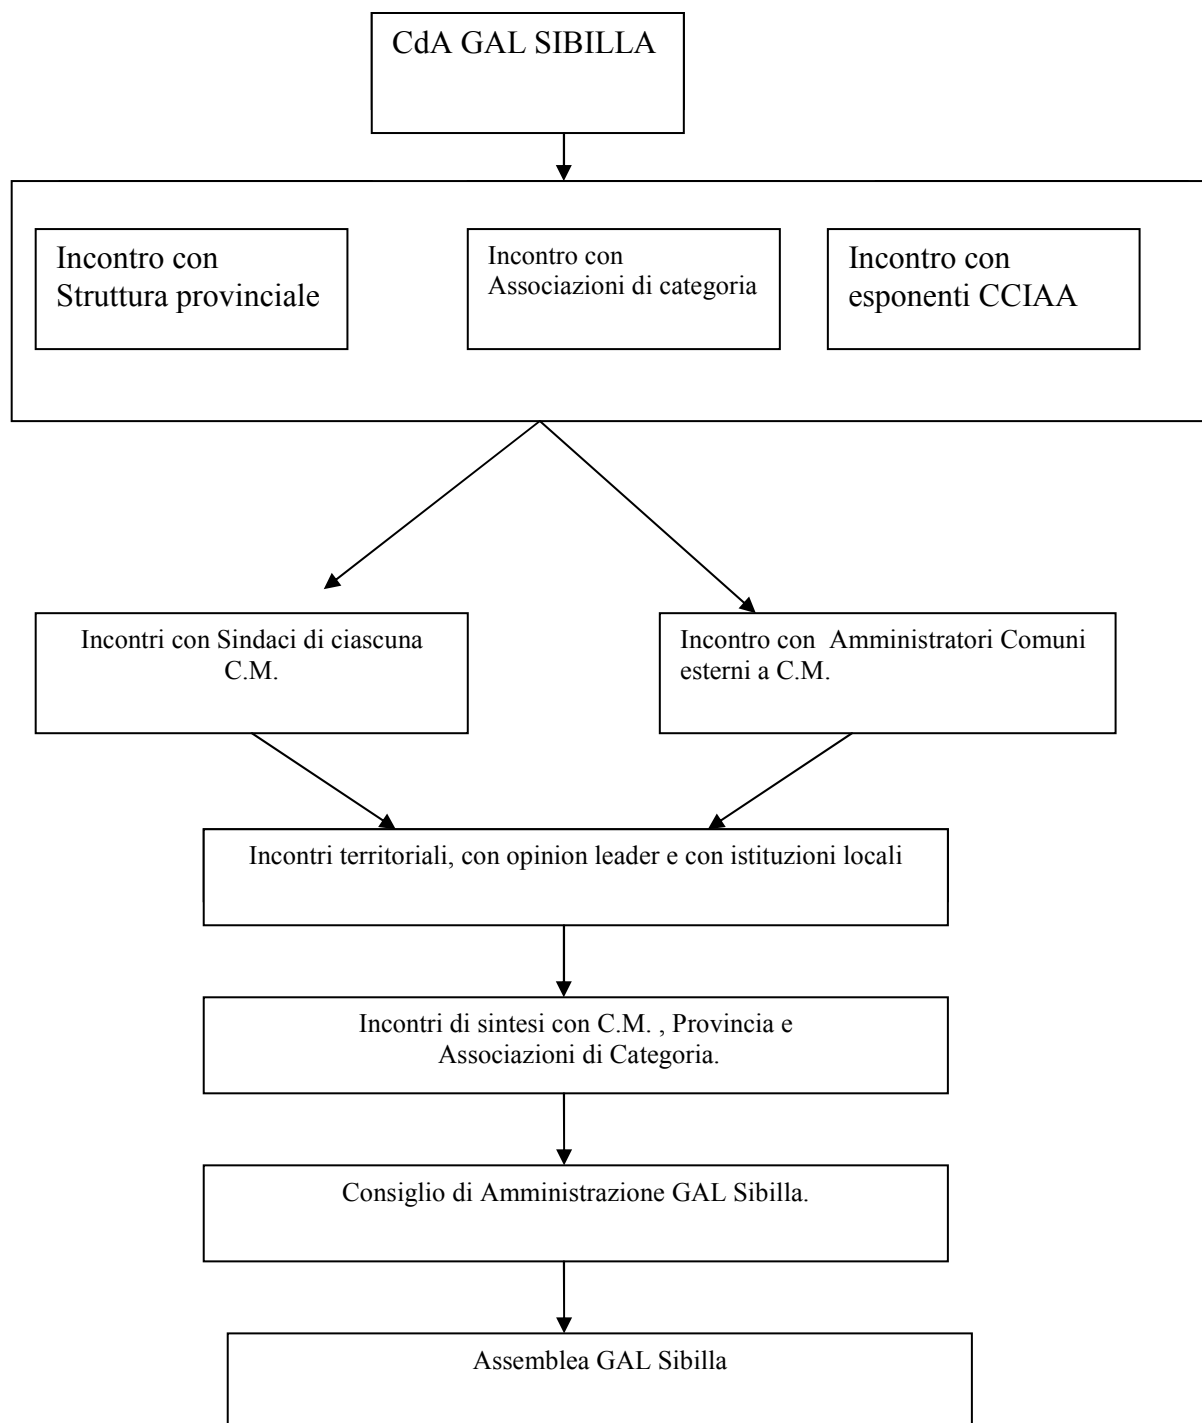 CdA GAL SIBILLA
Incontro con
Struttura provinciale
Incontro con
Associazioni di categoria
Incontro con
esponenti CCIAA
Incontri con Sindaci di ciascuna
C.M.
Incontro con  Amministratori Comuni
esterni a C.M.
Incontri territoriali, con opinion leader e con istituzioni locali
Incontri di sintesi con C.M. , Provincia e
Associazioni di Categoria.
Consiglio di Amministrazione GAL Sibilla.
Assemblea GAL Sibilla